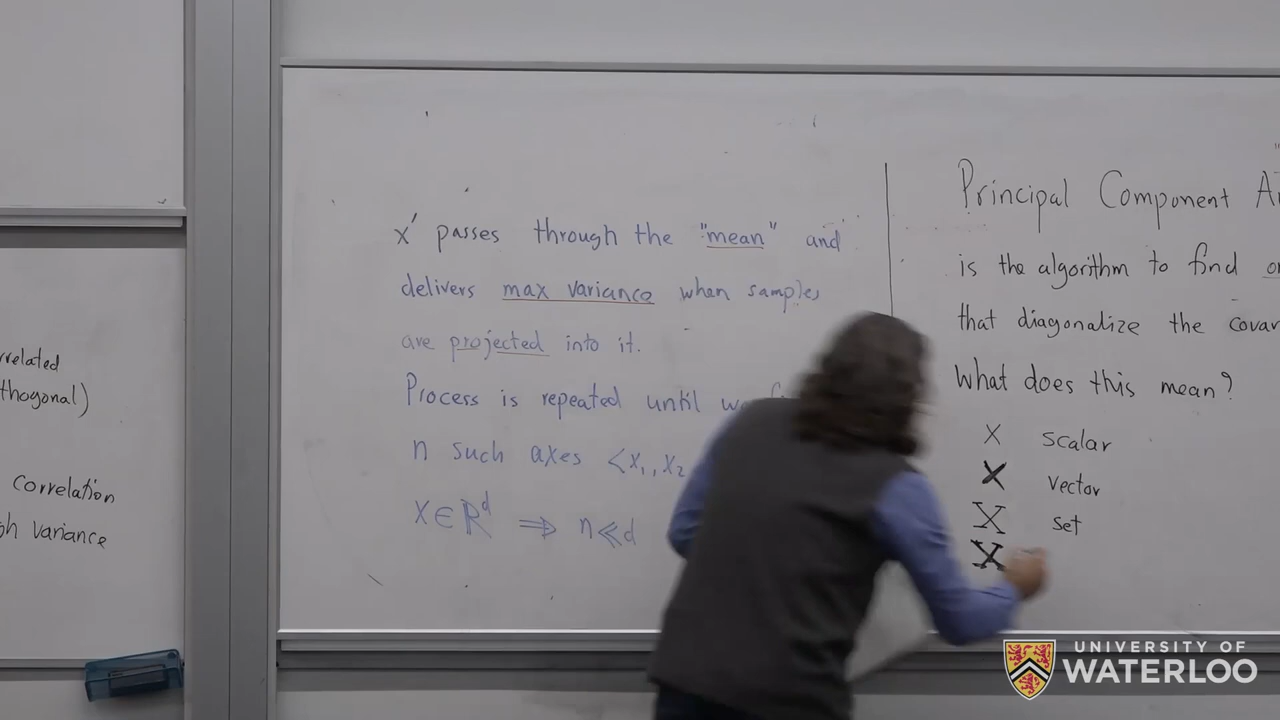 rrelated
thogonal)
Correlation
gh variance
x' passes through the "mean" and
delivers max variance when samples
are projected into it.
Process is repeated until we
n such axes <x₁, x₂
x∈ℝᵈ ⇒ n≪d
Principal Component A
is the algorithm to find o
that diagonalize the covar
What does this mean?
x scalar
x vector
X set
X
UNIVERSITY OF
WATERLOO